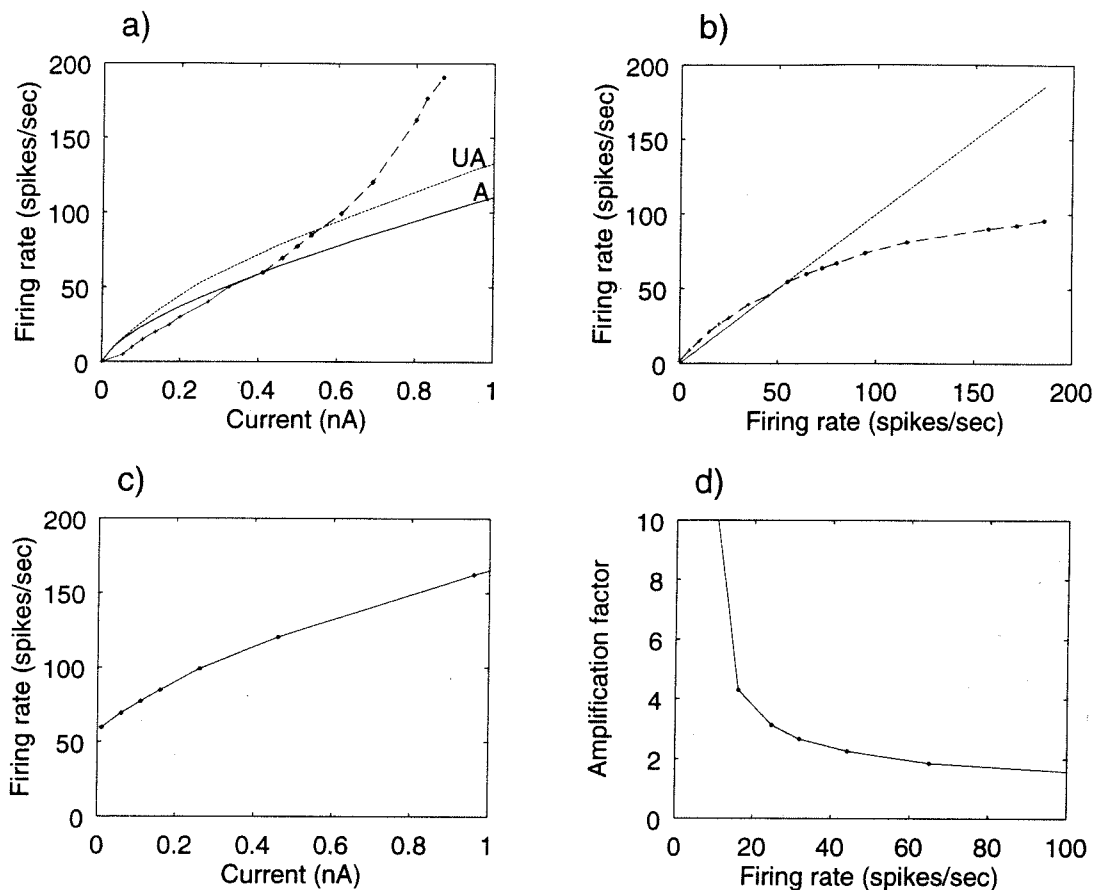 a)
Firing rate (spikes/sec)
200
150
100
50
0
UA
A
0 0.2 0.4 0.6 0.8 1
Current (nA)
b)
Firing rate (spikes/sec)
200
150
100
50
0
0 50 100 150 200
Firing rate (spikes/sec)
c)
Firing rate (spikes/sec)
200
150
100
50
0
0 0.2 0.4 0.6 0.8 1
Current (nA)
d)
Amplification factor
10
8
6
4
2
0
0 20 40 60 80 100
Firing rate (spikes/sec)